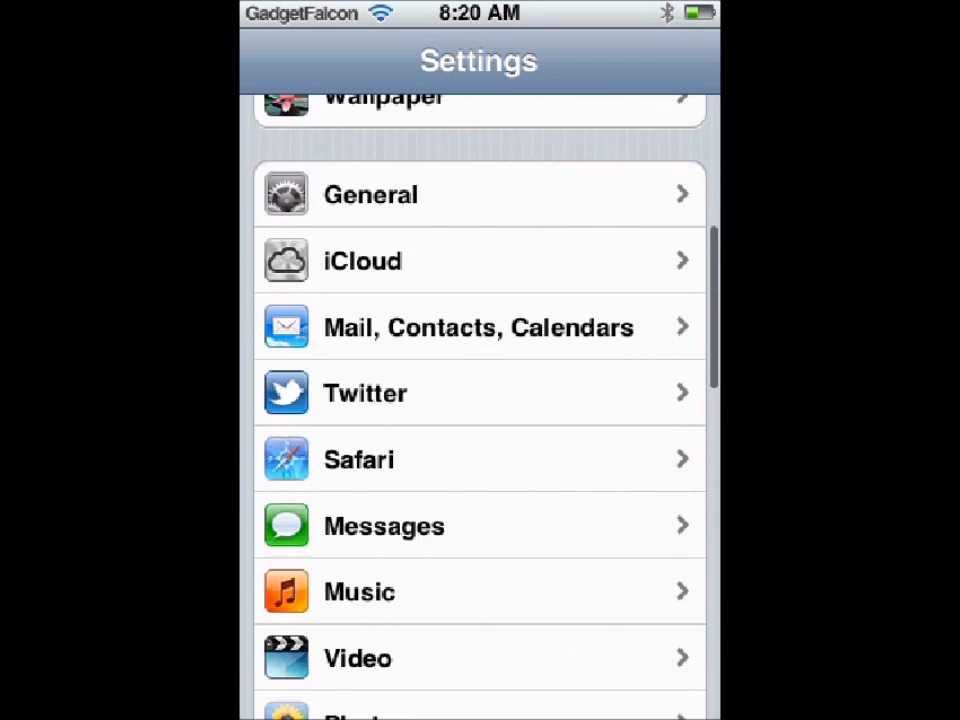 GadgetFalcon 8:20 AM
Settings
Wallpaper
General
iCloud
Mail, Contacts, Calendars
Twitter
Safari
Messages
Music
Video